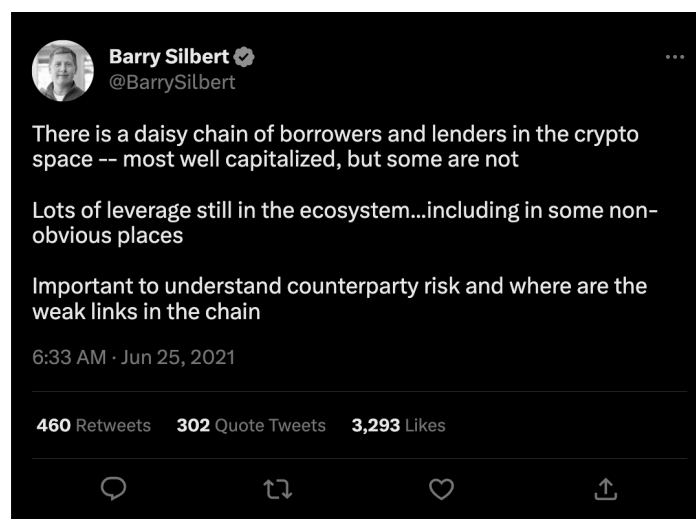 Barry Silbert
@BarrySilbert
There is a daisy chain of borrowers and lenders in the crypto
space -- most well capitalized, but some are not
Lots of leverage still in the ecosystem...including in some non-
obvious places
Important to understand counterparty risk and where are the
weak links in the chain
6:33 AM · Jun 25, 2021
460 Retweets 302 Quote Tweets 3,293 Likes